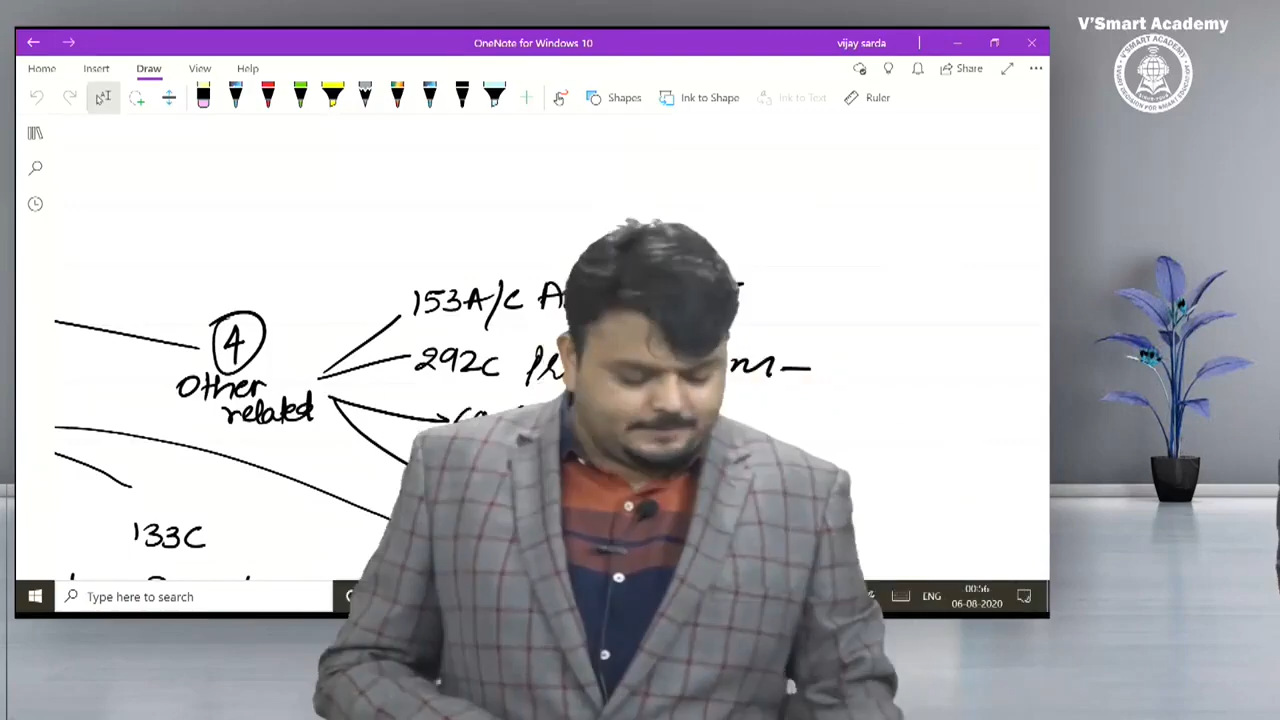 V'Smart Academy
V'SMART ACADEMY
OneNote for Windows 10
vijay sarda
Home
Insert
Draw
View
Help
Share
Shapes
Ink to Shape
Ink to Text
Ruler
153A/C
4
292C
Other
related
133C
Type here to search
ENG
00:56
06-08-2020